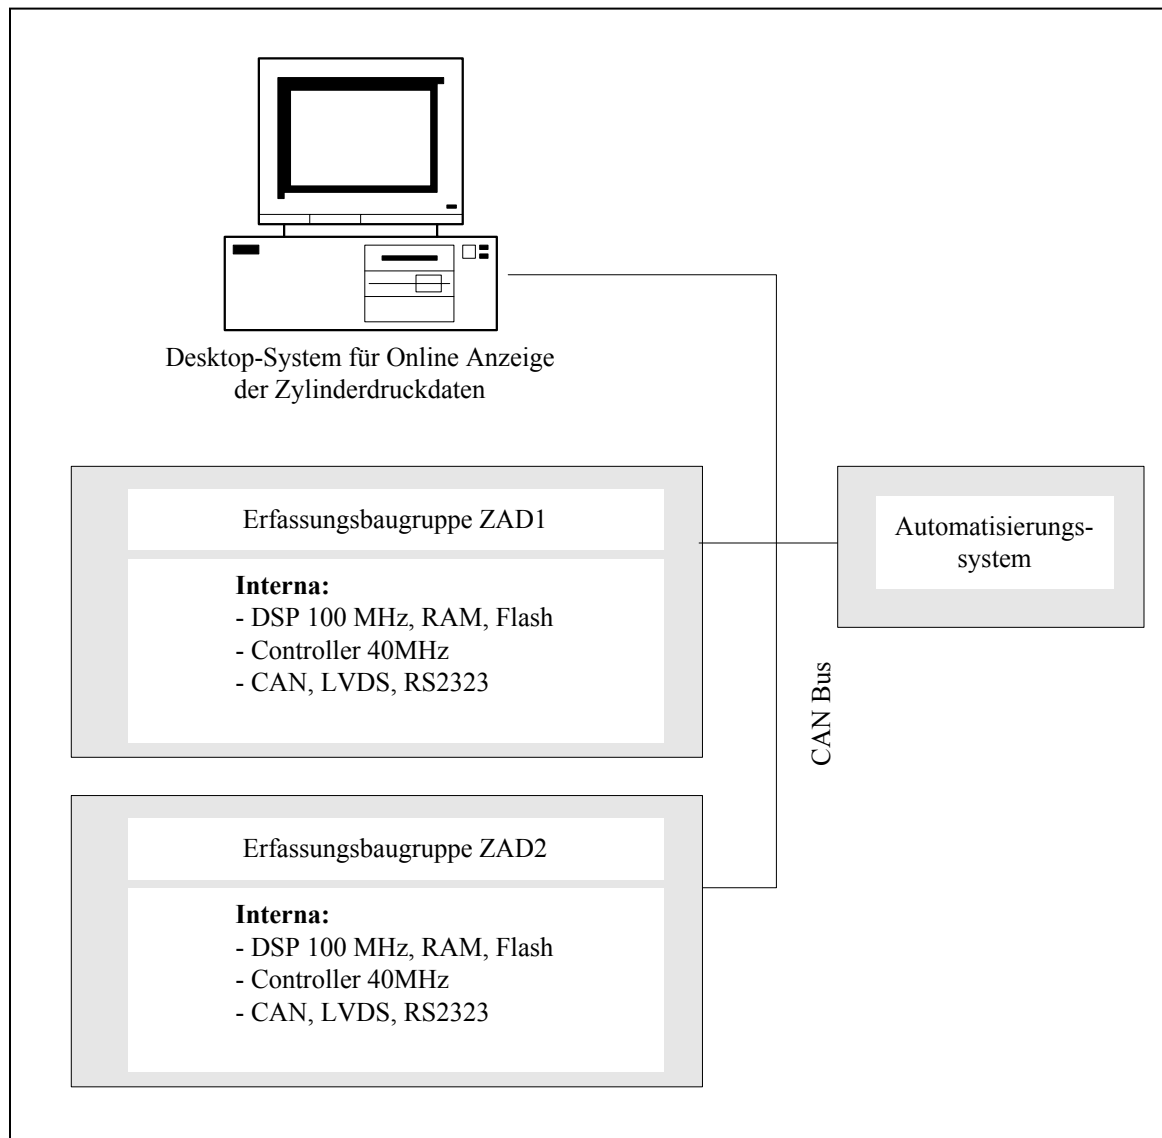 Desktop-System für Online Anzeige
der Zylinderdruckdaten
Erfassungsbaugruppe ZAD1
Interna:
- DSP 100 MHz, RAM, Flash
- Controller 40MHz
- CAN, LVDS, RS2323
Automatisierungs-
system
CAN Bus
Erfassungsbaugruppe ZAD2
Interna:
- DSP 100 MHz, RAM, Flash
- Controller 40MHz
- CAN, LVDS, RS2323